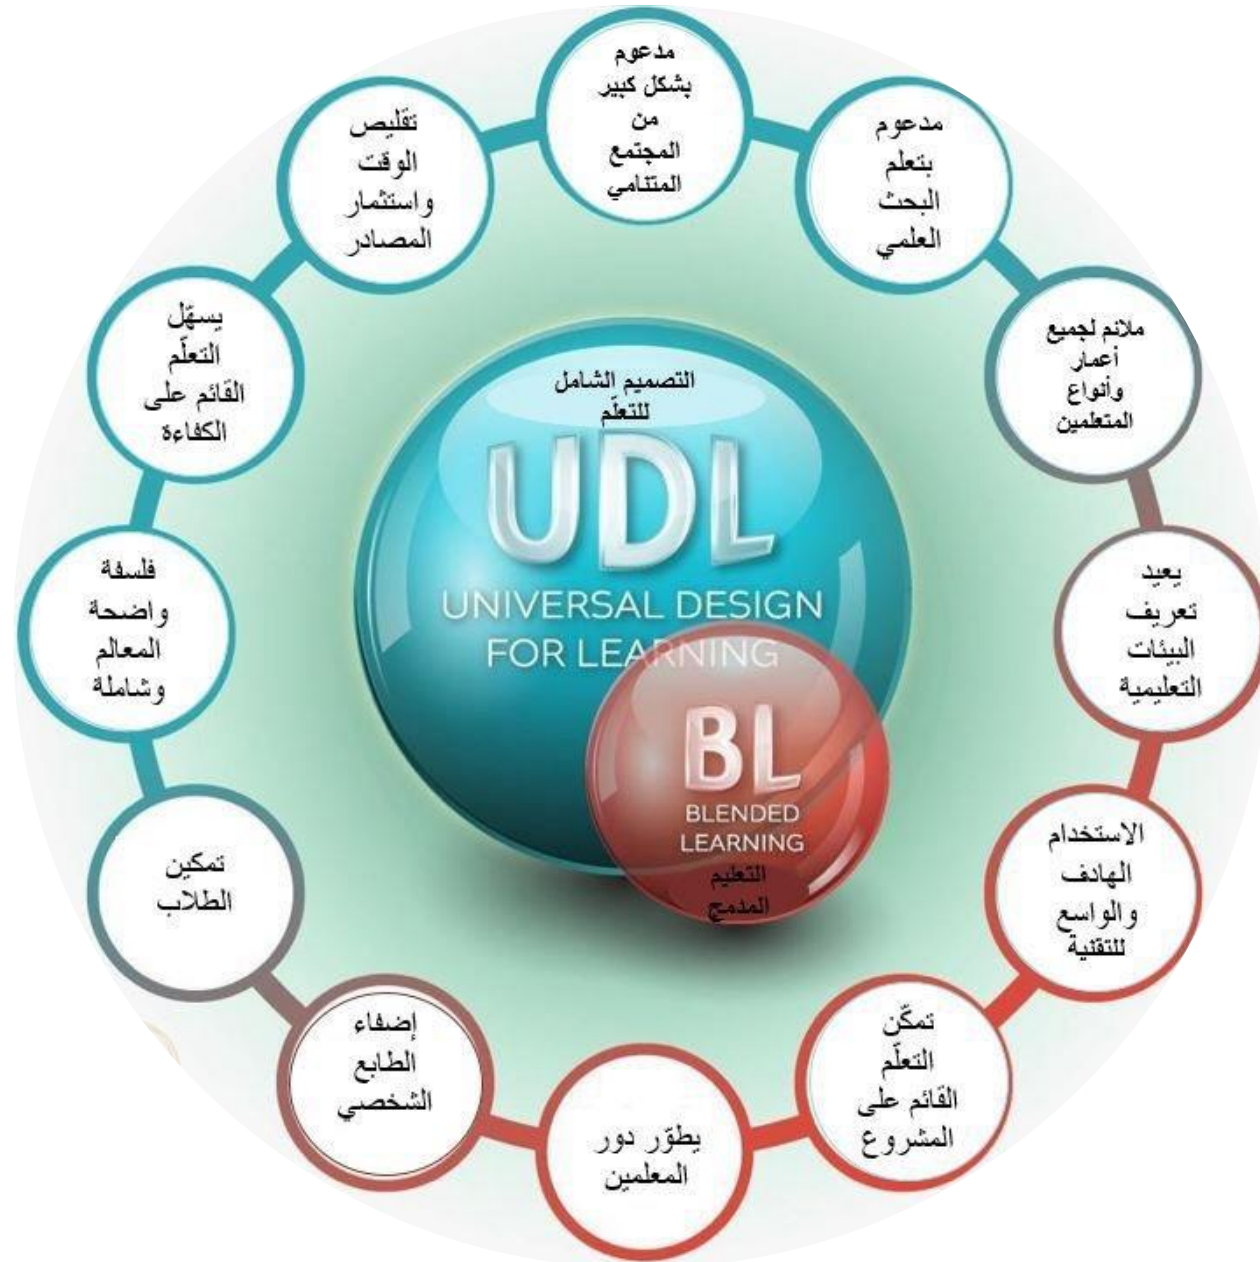 مدعوم
بشكل كبير
من
المجتمع
المتنامي
مدعوم
بتعلم
البحث
العلمي
ملائم لجميع
أعمار
وأنواع
المتعلمين
يعيد
تعريف
البيئات
التعليمية
الاستخدام
الهادف
والواسع
للتقنية
تمكّن
التعلّم
القائم على
المشروع
يطوّر دور
المعلمين
إضفاء
الطابع
الشخصي
تمكين
الطلاب
فلسفة
واضحة
المعالم
وشاملة
يسهّل
التعلّم
القائم على
الكفاءة
تقليص
الوقت
واستثمار
المصادر
التصميم الشامل
للتعلّم
UDL
UNIVERSAL DESIGN
FOR LEARNING
BL
BLENDED
LEARNING
التعليم
المدمج